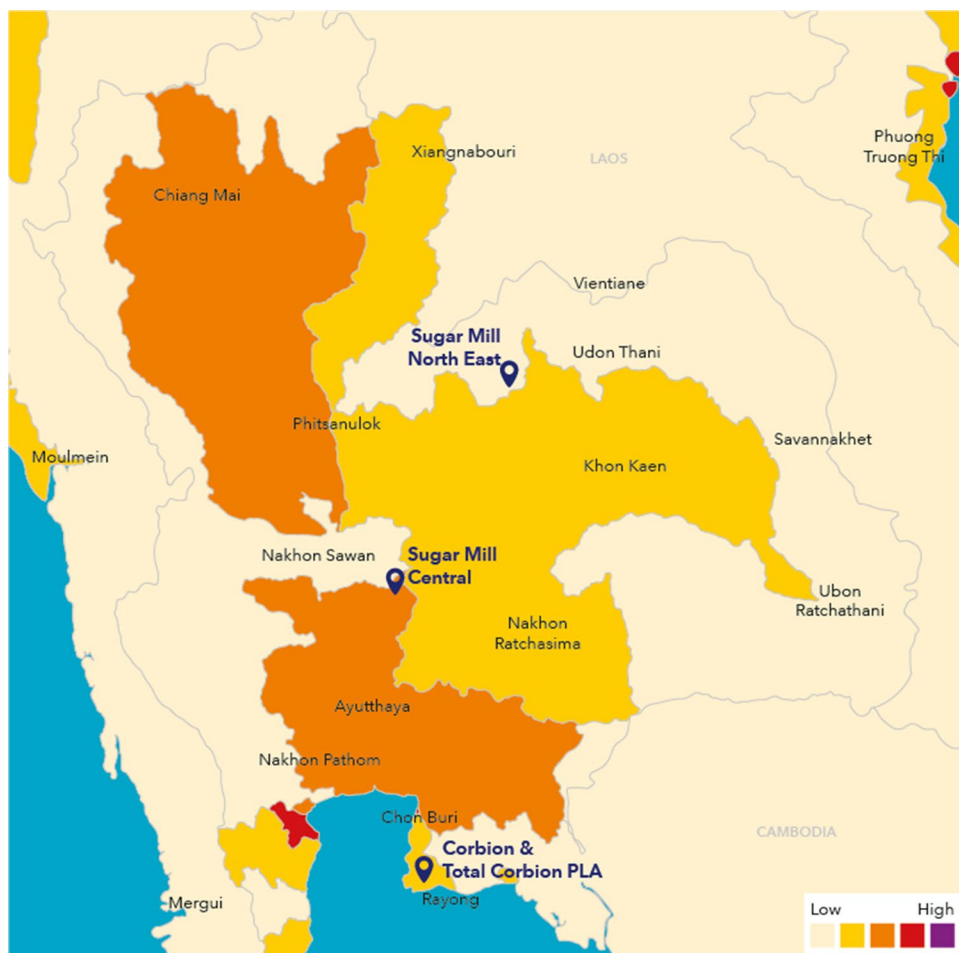 Xiangnabouri
LAOS
Phuong
Truong Thi
Chiang Mai
Vientiane
Sugar Mill
North East
Udon Thani
Phitsanulok
Savannakhet
Moulmein
Khon Kaen
Nakhon Sawan
Sugar Mill
Central
Ubon
Ratchathani
Nakhon
Ratchasima
Ayutthaya
Nakhon Pathom
Chon Buri
CAMBODIA
Corbion &
Total Corbion PLA
Rayong
Mergui
Low High